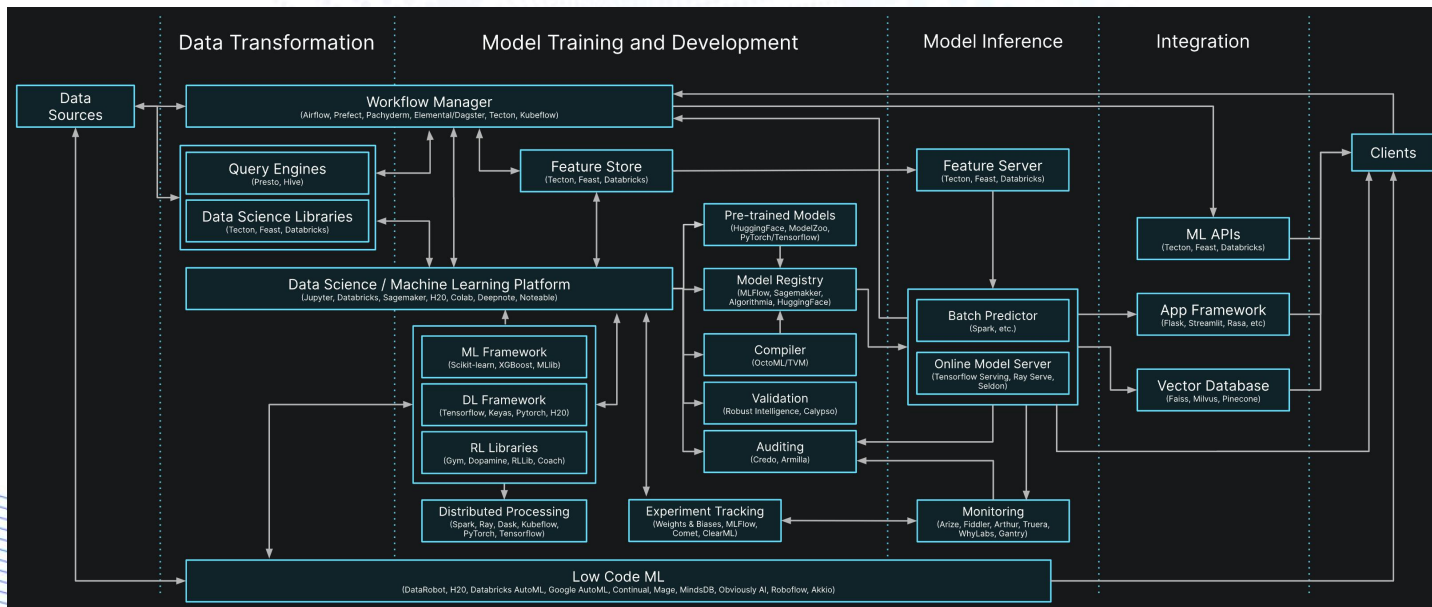 Data Transformation
Model Training and Development
Model Inference
Integration
Data
Sources
Workflow Manager
(Airflow, Prefect, Pachyderm, Elemental/Dagster, Tecton, Kubeflow)
Clients
Query Engines
(Presto, Hive)
Data Science Libraries
(Tecton, Feast, Databricks)
Feature Store
(Tecton, Feast, Databricks)
Feature Server
(Tecton, Feast, Databricks)
Pre-trained Models
(HuggingFace, ModelZoo,
PyTorch/Tensorflow)
ML APIs
(Tecton, Feast, Databricks)
Data Science / Machine Learning Platform
(Jupyter, Databricks, Sagemaker, H20, Colab, Deepnote, Noteable)
Model Registry
(MLFlow, Sagemakker,
Algorithmia, HuggingFace)
Batch Predictor
(Spark, etc.)
App Framework
(Flask, Streamlit, Rasa, etc)
ML Framework
(Scikit-learn, XGBoost, MLlib)
Compiler
(OctoML/TVM)
Online Model Server
(Tensorflow Serving, Ray Serve,
Seldon)
Vector Database
(Faiss, Milvus, Pinecone)
DL Framework
(Tensorflow, Keyas, Pytorch, H20)
Validation
(Robust Intelligence, Calypso)
RL Libraries
(Gym, Dopamine, RLLib, Coach)
Auditing
(Credo, Armilla)
Distributed Processing
(Spark, Ray, Dask, Kubeflow,
PyTorch, Tensorflow)
Experiment Tracking
(Weights & Biases, MLFlow,
Comet, ClearML)
Monitoring
(Arize, Fiddler, Arthur, Truera,
WhyLabs, Gantry)
Low Code ML
(DataRobot, H20, Databricks AutoML, Google AutoML, Continual, Mage, MindsDB, Obviously AI, Roboflow, Akkio)